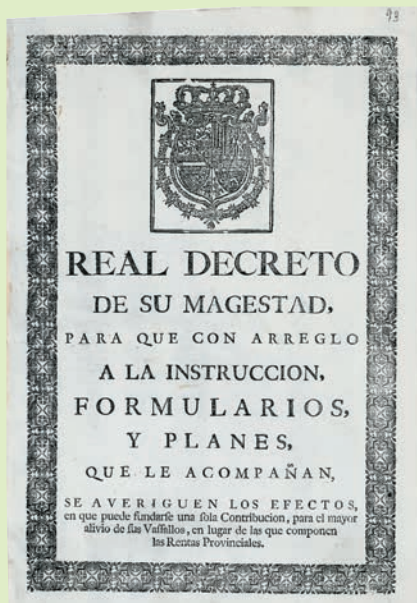 93
REAL DECRETO
DE SU MAGESTAD,
PARA QUE CON ARREGLO
A LA INSTRUCCION,
FORMULARIOS,
Y PLANES,
QUE LE ACOMPAÑAN,
SE AVERIGUEN LOS EFECTOS,
en que puede fundarſe una ſola Contribucion, para el mayor
alivio de ſus Vaſſallos, en lugar de las que componen
las Rentas Provinciales.